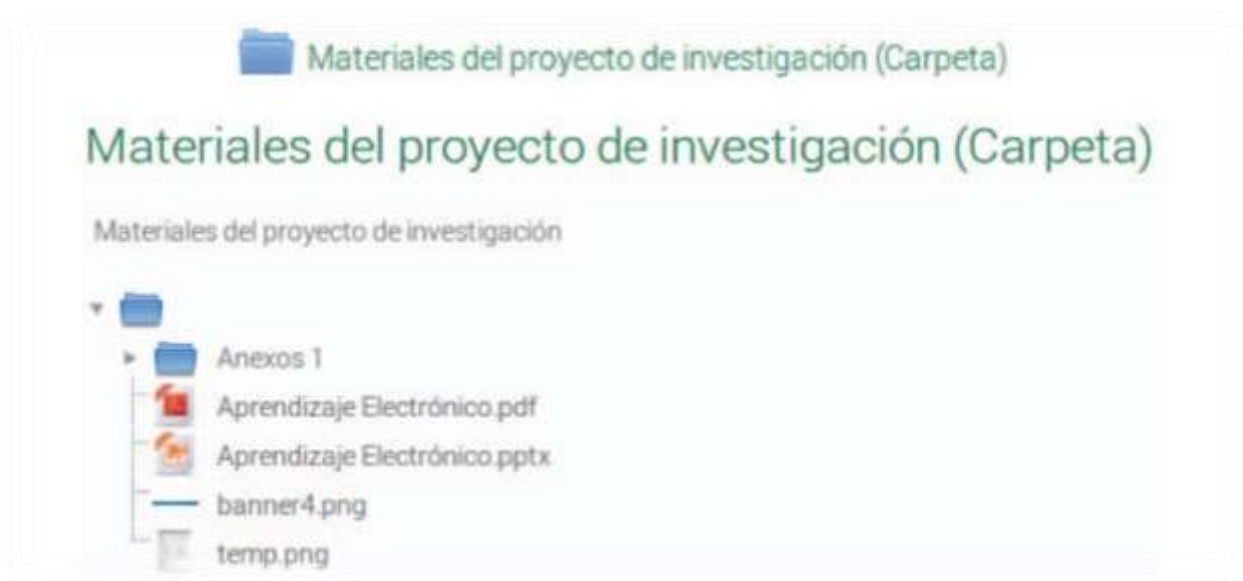 Materiales del proyecto de investigación (Carpeta)
Materiales del proyecto de investigación (Carpeta)
Materiales del proyecto de investigación
Anexos 1
Aprendizaje Electrónico.pdf
Aprendizaje Electrónico.pptx
banner4.png
temp.png